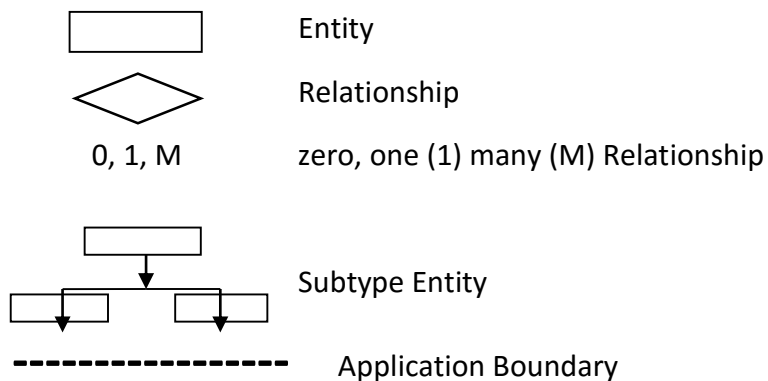 Entity
Relationship
0, 1, M zero, one (1) many (M) Relationship
Subtype Entity
Application Boundary